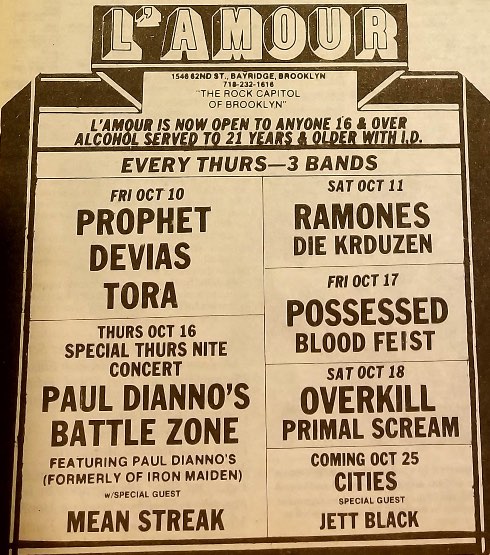 L'AMOUR
1546 62ND ST., BAYRIDGE, BROOKLYN
718-232-1616
"THE ROCK CAPITOL
OF BROOKLYN"
L'AMOUR IS NOW OPEN TO ANYONE 16 & OVER
ALCOHOL SERVED TO 21 YEARS & OLDER WITH I.D.
EVERY THURS—3 BANDS
FRI OCT 10
PROPHET
DEVIAS
TORA
THURS OCT 16
SPECIAL THURS NITE
CONCERT
PAUL DIANNO'S
BATTLE ZONE
FEATURING PAUL DIANNO'S
(FORMERLY OF IRON MAIDEN)
w/SPECIAL GUEST
MEAN STREAK
SAT OCT 11
RAMONES
DIE KRDUZEN
FRI OCT 17
POSSESSED
BLOOD FEIST
SAT OCT 18
OVERKILL
PRIMAL SCREAM
COMING OCT 25
CITIES
SPECIAL GUEST
JETT BLACK